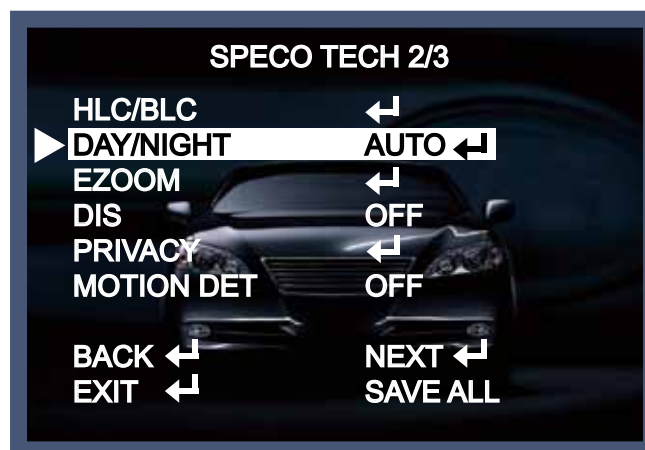 SPECO TECH 2/3
HLC/BLC ↵
DAY/NIGHT AUTO ↵
EZOOM ↵
DIS OFF
PRIVACY ↵
MOTION DET OFF
BACK ↵ NEXT ↵
EXIT ↵ SAVE ALL